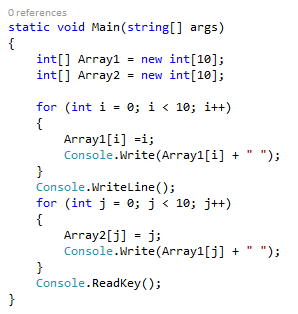 0 references
static void Main(string[] args)
{
    int[] Array1 = new int[10];
    int[] Array2 = new int[10];

    for (int i = 0; i < 10; i++)
    {
        Array1[i] =i;
        Console.Write(Array1[i] + " ");
    }
    Console.WriteLine();
    for (int j = 0; j < 10; j++)
    {
        Array2[j] = j;
        Console.Write(Array1[j] + " ");
    }
    Console.ReadKey();
}